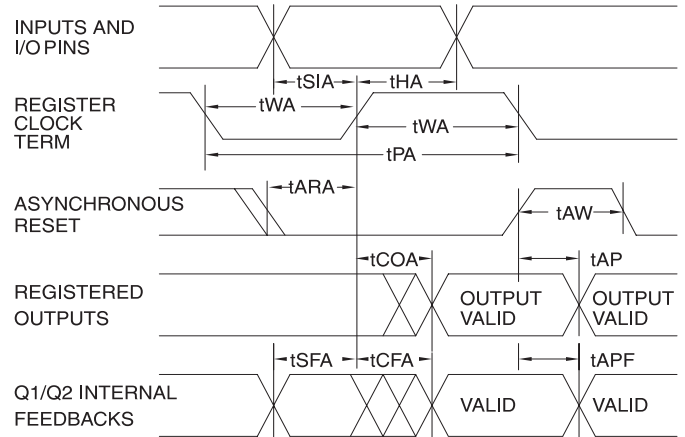 INPUTS AND
I/O PINS
tSIA
tHA
REGISTER
CLOCK
TERM
tWA
tWA
tPA
ASYNCHRONOUS
RESET
tARA
tAW
tCOA
tAP
REGISTERED
OUTPUTS
OUTPUT
VALID
OUTPUT
VALID
tSFA
tCFA
tAPF
Q1/Q2 INTERNAL
FEEDBACKS
VALID
VALID